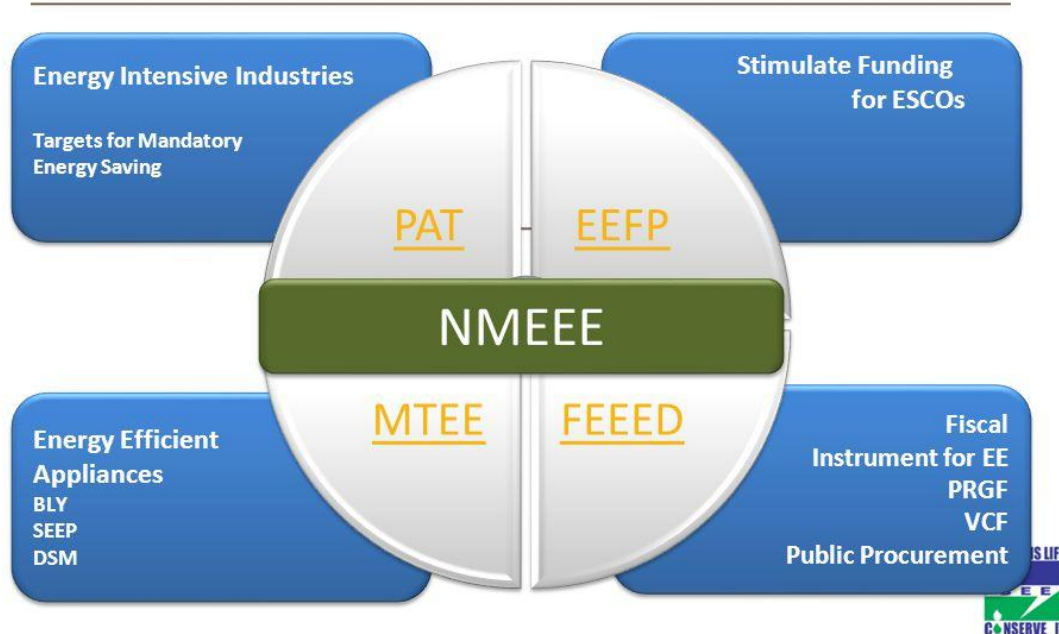 Energy Intensive Industries
Targets for Mandatory
Energy Saving
Stimulate Funding
for ESCOs
PAT
EEFP
NMEEE
MTEE
FEEED
Energy Efficient
Appliances
BLY
SEEP
DSM
Fiscal
Instrument for EE
PRGF
VCF
Public Procurement
BEE
CONSERVE